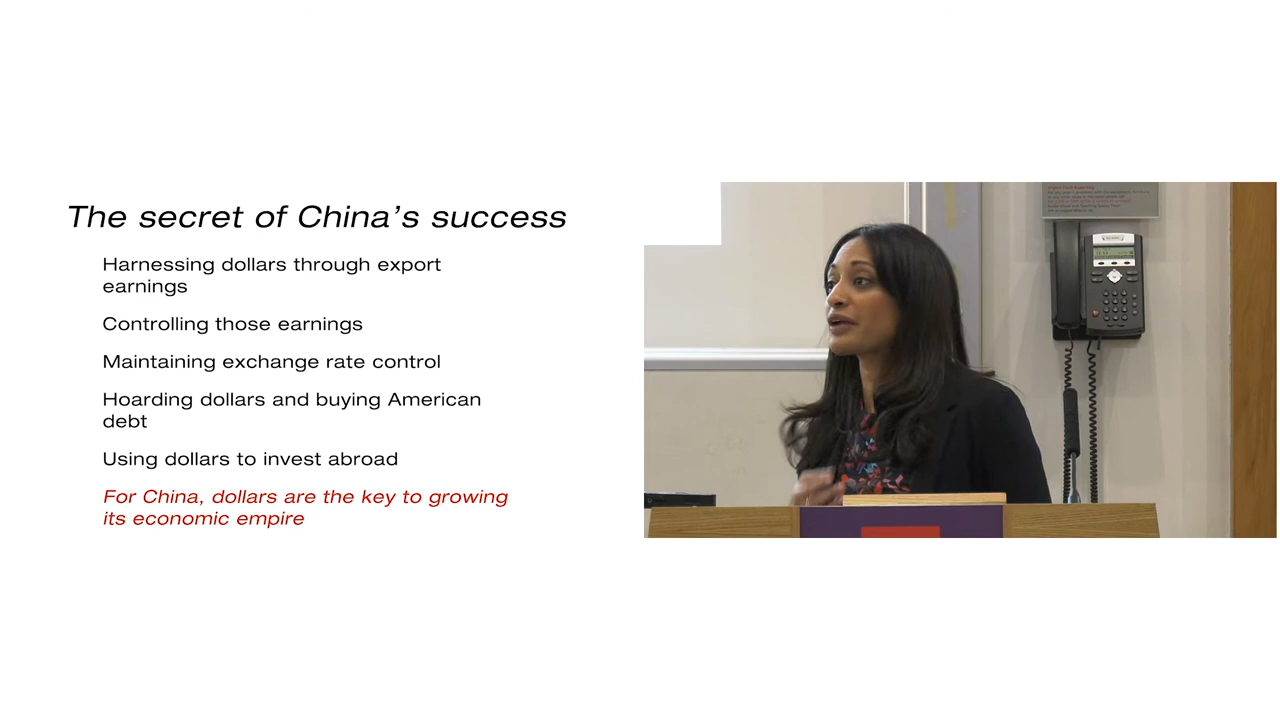 The secret of China’s success
Harnessing dollars through export
earnings
Controlling those earnings
Maintaining exchange rate control
Hoarding dollars and buying American
debt
Using dollars to invest abroad
For China, dollars are the key to growing
its economic empire